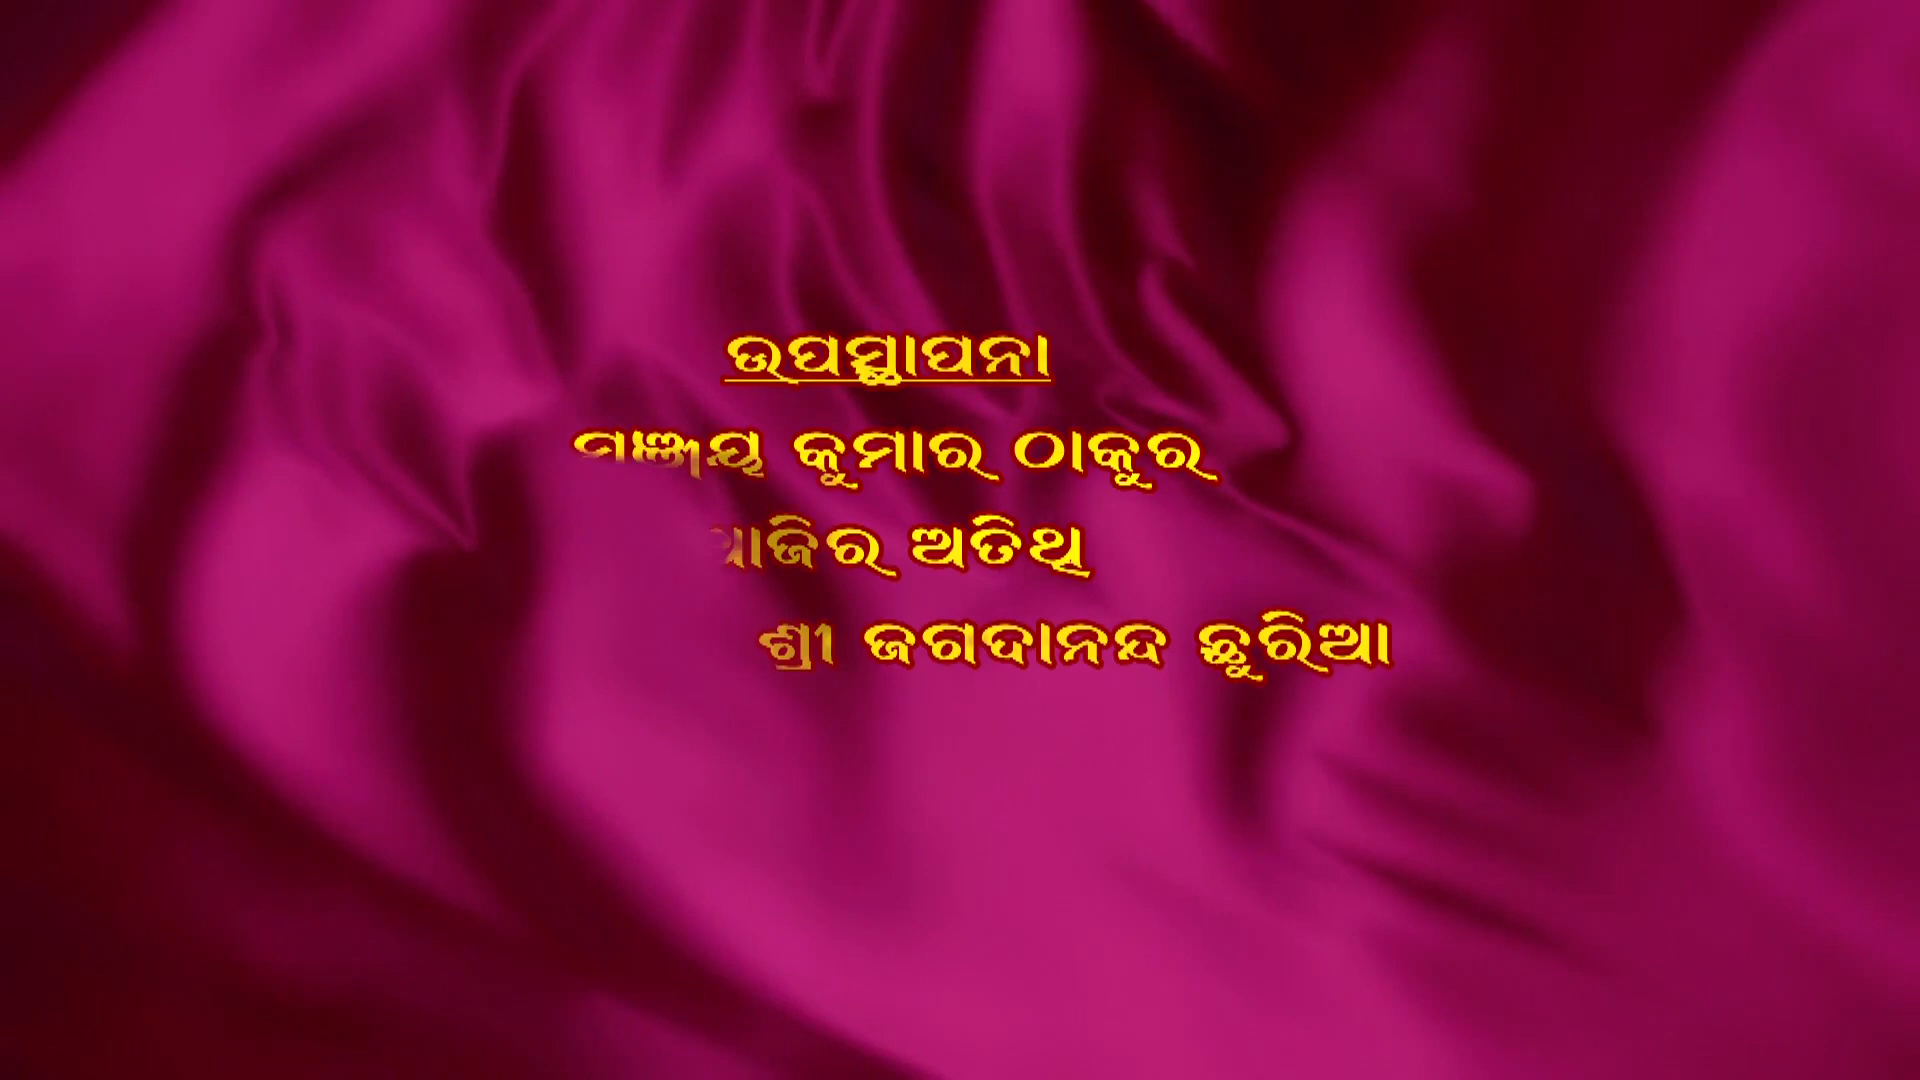 ଉପସ୍ଥାପନା
ସଞ୍ଜୟ କୁମାର ଠାକୁର
ଆଜିର ଅତିଥି
ଶ୍ରୀ ଜଗଦାନନ୍ଦ ଛୁରିଆ